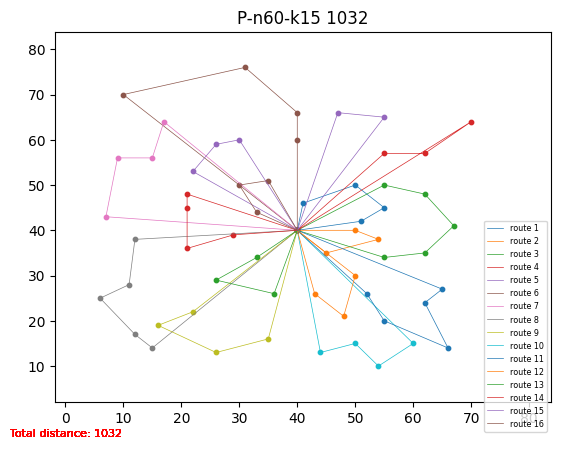 P-n60-k15 1032
80
70
60
50
40
30
20
10
0 10 20 30 40 50 60 70 80
route 1
route 2
route 3
route 4
route 5
route 6
route 7
route 8
route 9
route 10
route 11
route 12
route 13
route 14
route 15
route 16
Total distance: 1032